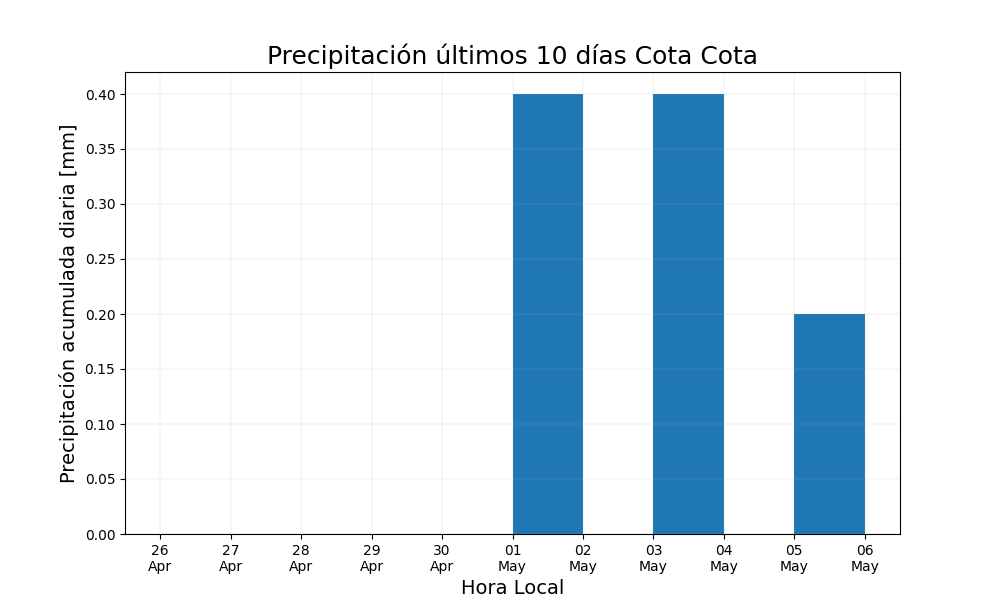 Precipitación últimos 10 días Cota Cota
Precipitación acumulada diaria [mm]
0.40
0.35
0.30
0.25
0.20
0.15
0.10
0.05
0.00
26 27 28 29 30 01 02 03 04 05 06
Apr Apr Apr Apr Apr May May May May May May
Hora Local